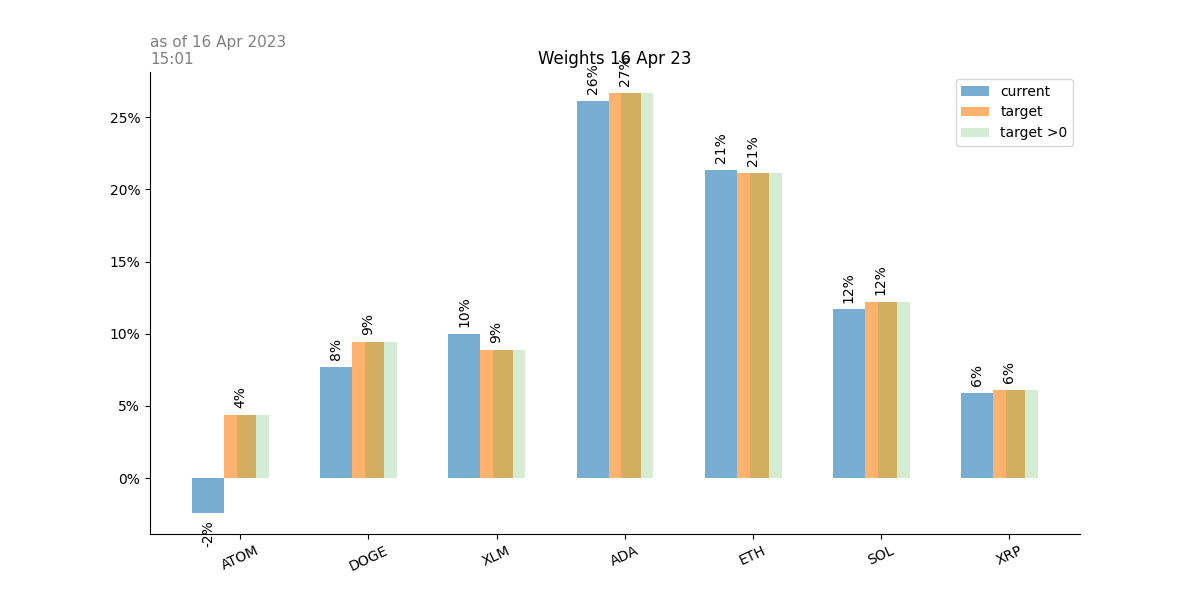 as of 16 Apr 2023
15:01
Weights 16 Apr 23
current
target
target >0
25%
20%
15%
10%
5%
0%
-2%
4%
8%
9%
10%
9%
26%
27%
21%
21%
12%
12%
6%
6%
ATOM
DOGE
XLM
ADA
ETH
SOL
XRP